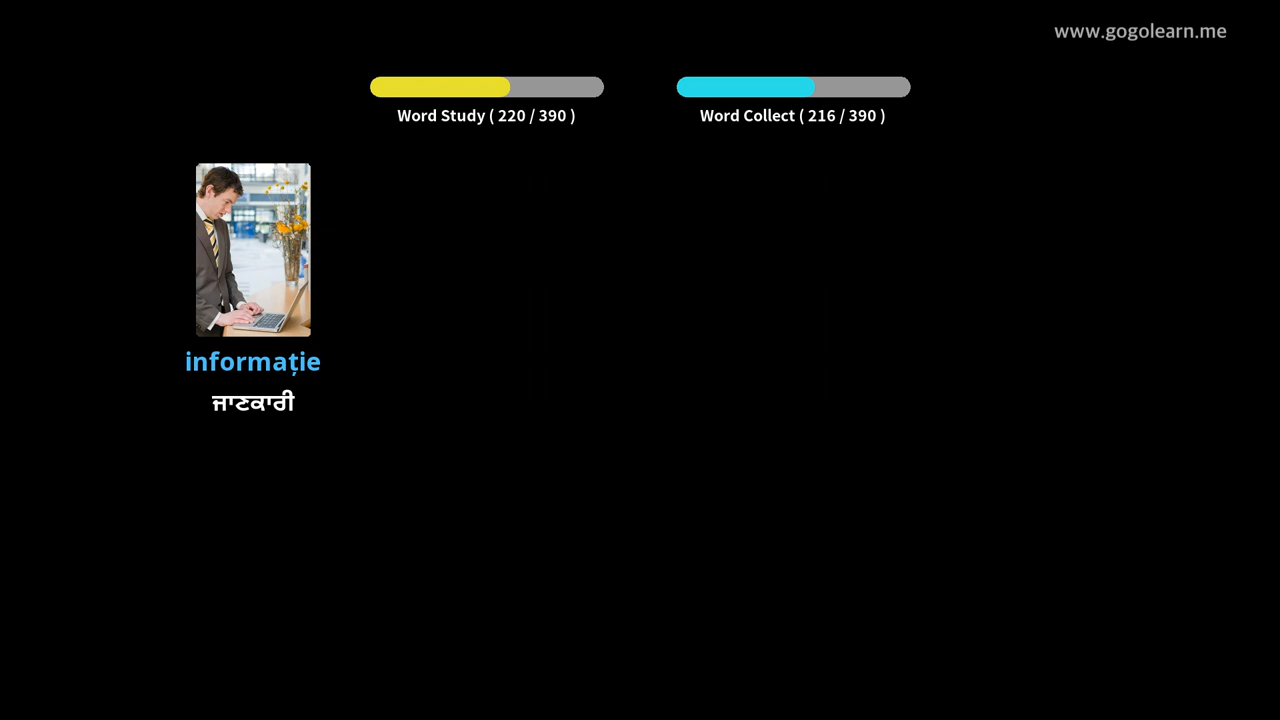 www.gogolearn.me
Word Study ( 220 / 390 )
Word Collect ( 216 / 390 )
informație
ਜਾਣਕਾਰੀ